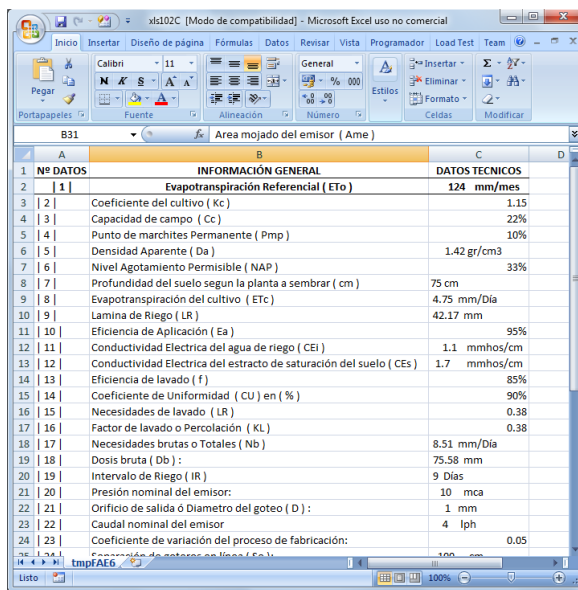 xls102C [Modo de compatibilidad] - Microsoft Excel uso no comercial
Inicio Insertar Diseño de página Fórmulas Datos Revisar Vista Programador Load Test Team
Calibri 11 General Insertar
Pegar N K S A A % 000 Estilos Eliminar
Formato
Portapapeles Fuente Alineación Número Celdas Modificar
B31 fx Area mojado del emisor ( Ame )
A B C D
1 Nº DATOS INFORMACIÓN GENERAL DATOS TECNICOS
2 | 1 | Evapotranspiración Referencial ( ETo ) 124 mm/mes
3 | 2 | Coeficiente del cultivo ( Kc ) 1.15
4 | 3 | Capacidad de campo ( Cc ) 22%
5 | 4 | Punto de marchites Permanente ( Pmp ) 10%
6 | 5 | Densidad Aparente ( Da ) 1.42 gr/cm3
7 | 6 | Nivel Agotamiento Permisible ( NAP ) 33%
8 | 7 | Profundidad del suelo segun la planta a sembrar ( cm ) 75 cm
9 | 8 | Evapotranspiración del cultivo ( ETc ) 4.75 mm/Día
10 | 9 | Lamina de Riego ( LR ) 42.17 mm
11 | 10 | Eficiencia de Aplicación ( Ea ) 95%
12 | 11 | Conductividad Electrica del agua de riego ( CEi ) 1.1 mmhos/cm
13 | 12 | Conductividad Electrica del estracto de saturación del suelo ( CEs ) 1.7 mmhos/cm
14 | 13 | Eficiencia de lavado ( f ) 85%
15 | 14 | Coeficiente de Uniformidad ( CU ) en ( % ) 90%
16 | 15 | Necesidades de lavado ( LR ) 0.38
17 | 16 | Factor de lavado o Percolación ( KL ) 0.38
18 | 17 | Necesidades brutas o Totales ( Nb ) 8.51 mm/Día
19 | 18 | Dosis bruta ( Db ) : 75.58 mm
20 | 19 | Intervalo de Riego ( IR ) 9 Días
21 | 20 | Presión nominal del emisor: 10 mca
22 | 21 | Orificio de salida ó Diametro del goteo ( D ) : 1 mm
23 | 22 | Caudal nominal del emisor 4 lph
24 | 23 | Coeficiente de variación del proceso de fabricación: 0.05
25 | 24 | Separación de goteros en línea ( Se ): 100 cm
tmpFAE6
Listo 100%